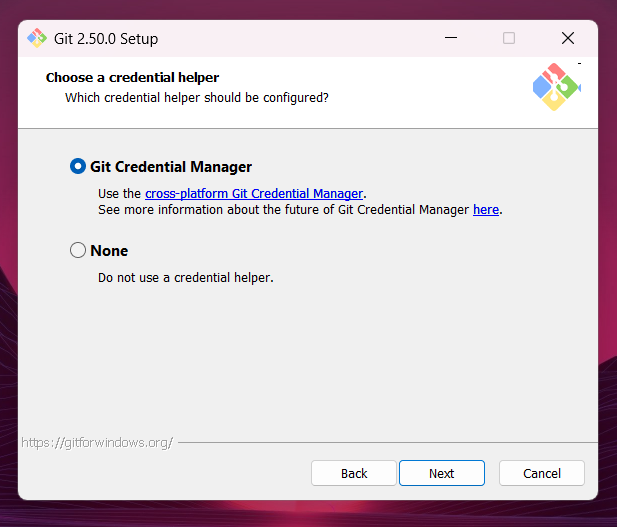 Git 2.50.0 Setup
Choose a credential helper
Which credential helper should be configured?
Git Credential Manager
Use the cross-platform Git Credential Manager.
See more information about the future of Git Credential Manager here.
None
Do not use a credential helper.
https://gitforwindows.org/
Back Next Cancel